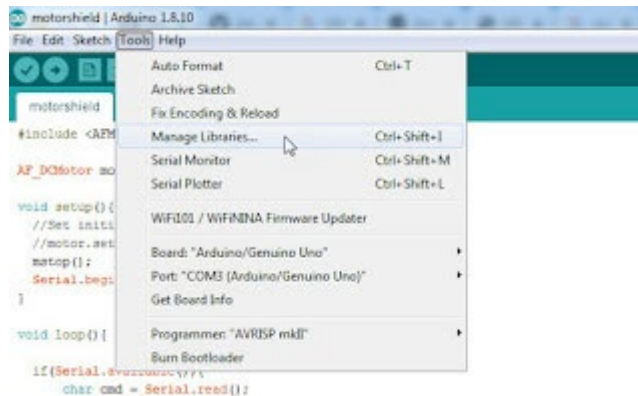 motorshield | Arduino 1.8.10
File Edit Sketch Tools Help
Auto Format Ctrl+T
Archive Sketch
motorshield
Fix Encoding & Reload
#include <AFM
Manage Libraries... Ctrl+Shift+I
Serial Monitor Ctrl+Shift+M
AF_DCMotor mo
Serial Plotter Ctrl+Shift+L
void setup(){
WiFi101 / WiFiNINA Firmware Updater
//Set initi
//motor.set
Board: "Arduino/Genuino Uno"
mstop();
Port: "COM3 (Arduino/Genuino Uno)"
Serial.begi
Get Board Info
}
void loop(){
Programmer: "AVRISP mkII"
Burn Bootloader
if(Serial.available()){
char cmd = Serial.read();